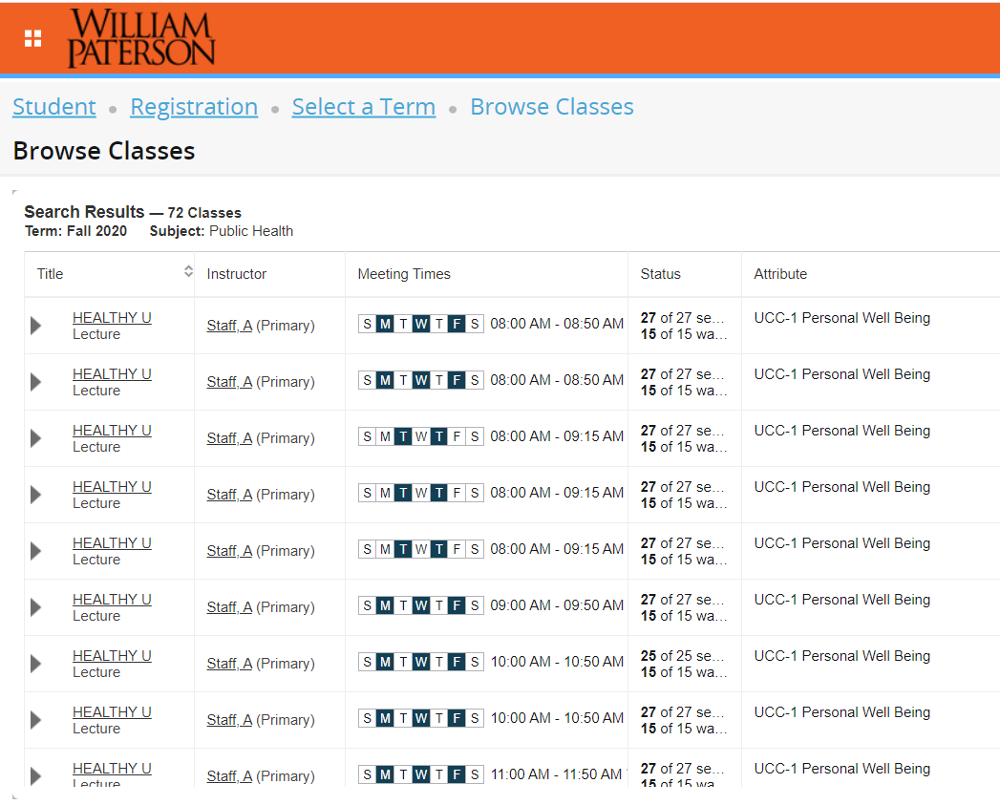 WILLIAM
PATERSON
Student • Registration • Select a Term • Browse Classes
Browse Classes
Search Results — 72 Classes
Term: Fall 2020 Subject: Public Health
Title Instructor Meeting Times Status Attribute
HEALTHY U
Lecture
Staff, A (Primary)
S M T W T F S 08:00 AM - 08:50 AM
27 of 27 se...
15 of 15 wa...
UCC-1 Personal Well Being
HEALTHY U
Lecture
Staff, A (Primary)
S M T W T F S 08:00 AM - 08:50 AM
27 of 27 se...
15 of 15 wa...
UCC-1 Personal Well Being
HEALTHY U
Lecture
Staff, A (Primary)
S M T W T F S 08:00 AM - 09:15 AM
27 of 27 se...
15 of 15 wa...
UCC-1 Personal Well Being
HEALTHY U
Lecture
Staff, A (Primary)
S M T W T F S 08:00 AM - 09:15 AM
27 of 27 se...
15 of 15 wa...
UCC-1 Personal Well Being
HEALTHY U
Lecture
Staff, A (Primary)
S M T W T F S 08:00 AM - 09:15 AM
27 of 27 se...
15 of 15 wa...
UCC-1 Personal Well Being
HEALTHY U
Lecture
Staff, A (Primary)
S M T W T F S 09:00 AM - 09:50 AM
27 of 27 se...
15 of 15 wa...
UCC-1 Personal Well Being
HEALTHY U
Lecture
Staff, A (Primary)
S M T W T F S 10:00 AM - 10:50 AM
25 of 25 se...
15 of 15 wa...
UCC-1 Personal Well Being
HEALTHY U
Lecture
Staff, A (Primary)
S M T W T F S 10:00 AM - 10:50 AM
27 of 27 se...
15 of 15 wa...
UCC-1 Personal Well Being
HEALTHY U
Lecture
Staff, A (Primary)
S M T W T F S 11:00 AM - 11:50 AM
27 of 27 se...
15 of 15 wa
UCC-1 Personal Well Being